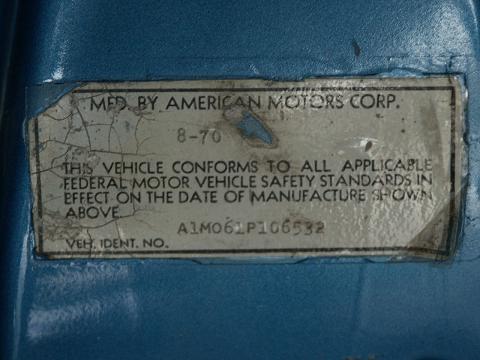 MFD. BY AMERICAN MOTORS CORP.
8-70
THIS VEHICLE CONFORMS TO ALL APPLICABLE
FEDERAL MOTOR VEHICLE SAFETY STANDARDS IN
EFFECT ON THE DATE OF MANUFACTURE SHOWN
ABOVE.
A1M061P106532
VEH. IDENT. NO.